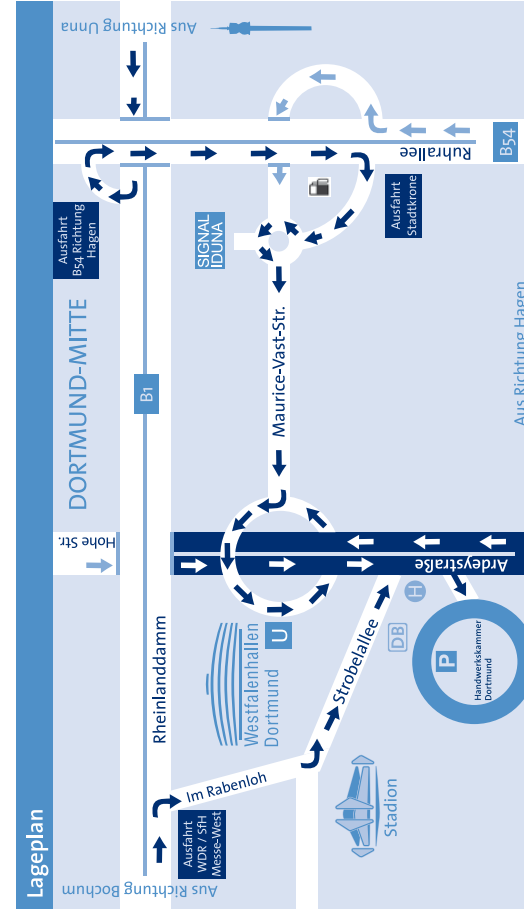 Lageplan
Aus Richtung Unna
Ausfahrt
B54 Richtung
Hagen
DORTMUND-MITTE
B1
Hohe Str.
Rheinlanddamm
Aus Richtung Bochum
Ausfahrt
WDR / SfH
Messe-West
Im Rabenloh
SIGNAL
IDUNA
Maurice-Vast-Str.
Westfalenhallen
Dortmund
U
Strobelallee
Stadion
Ruhrallee
B54
Ausfahrt
Stadtkrone
Aus Richtung Hagen
Ardeystraße
DB
H
P
Handwerkskammer
Dortmund